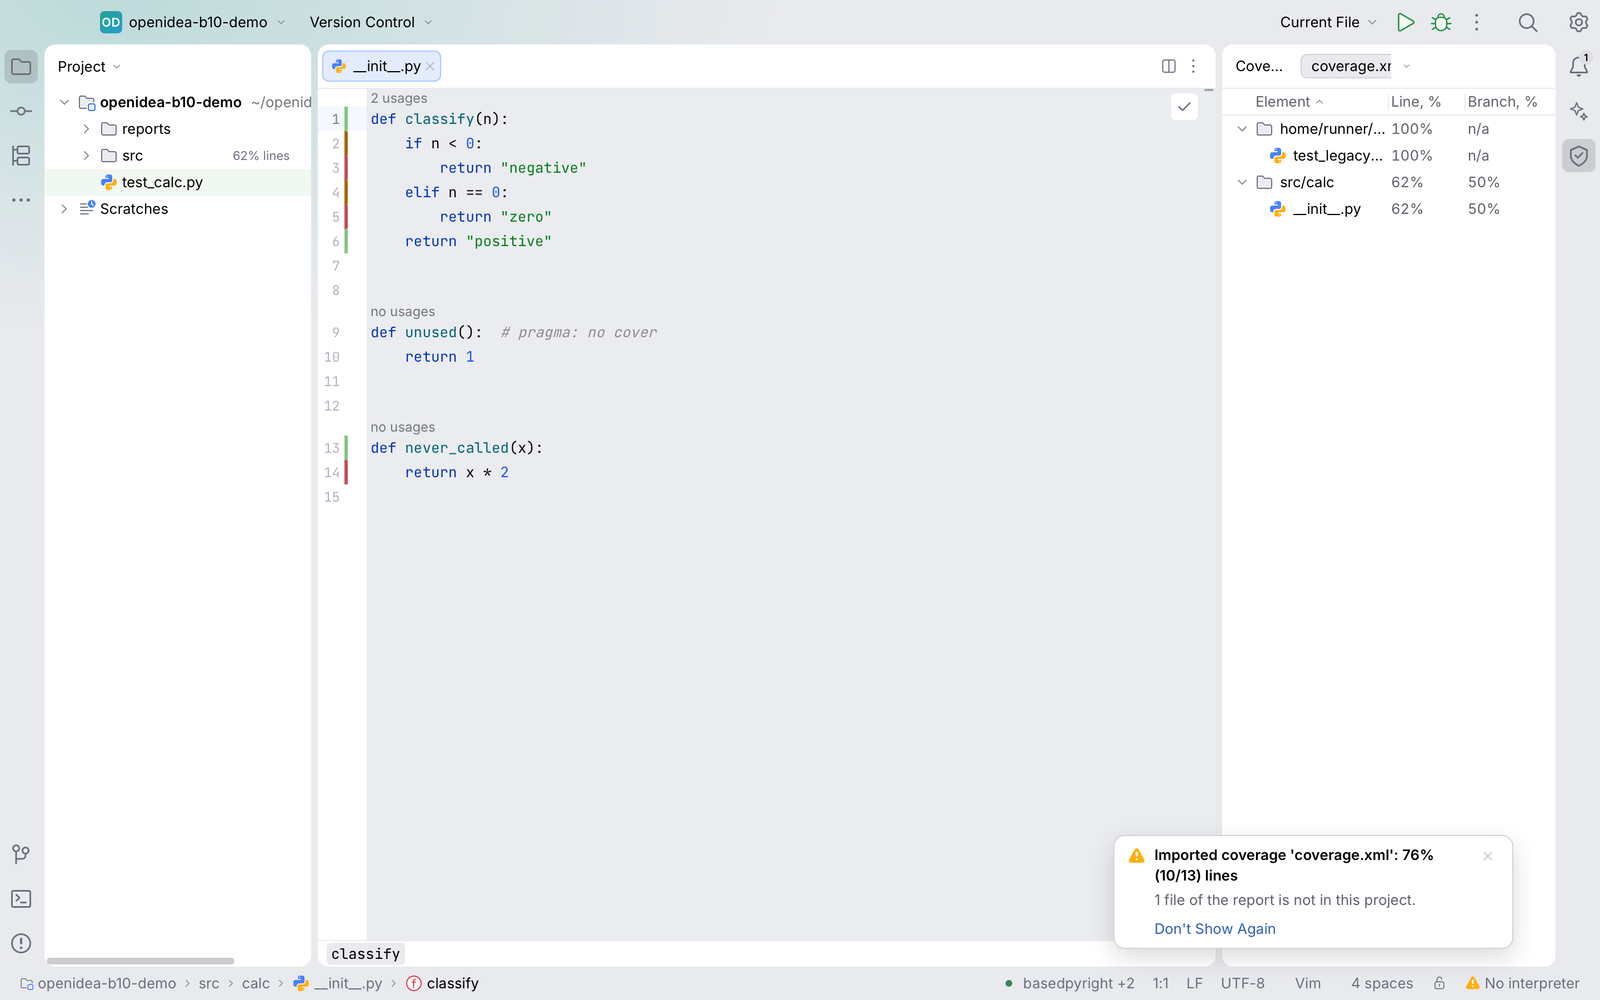 OD openidea-b10-demo Version Control Current File
Project
openidea-b10-demo ~/openid
reports
src 62% lines
test_calc.py
Scratches
__init__.py
2 usages
1 def classify(n):
2 if n < 0:
3 return "negative"
4 elif n == 0:
5 return "zero"
6 return "positive"
7
8
no usages
9 def unused(): # pragma: no cover
10 return 1
11
12
no usages
13 def never_called(x):
14 return x * 2
15
classify
Cove... coverage.xr
Element Line, % Branch, %
home/runner/... 100% n/a
test_legacy... 100% n/a
src/calc 62% 50%
__init__.py 62% 50%
1
Imported coverage 'coverage.xml': 76%
(10/13) lines
1 file of the report is not in this project.
Don't Show Again
openidea-b10-demo src calc __init__.py f classify basedpyright +2 1:1 LF UTF-8 Vim 4 spaces No interpreter